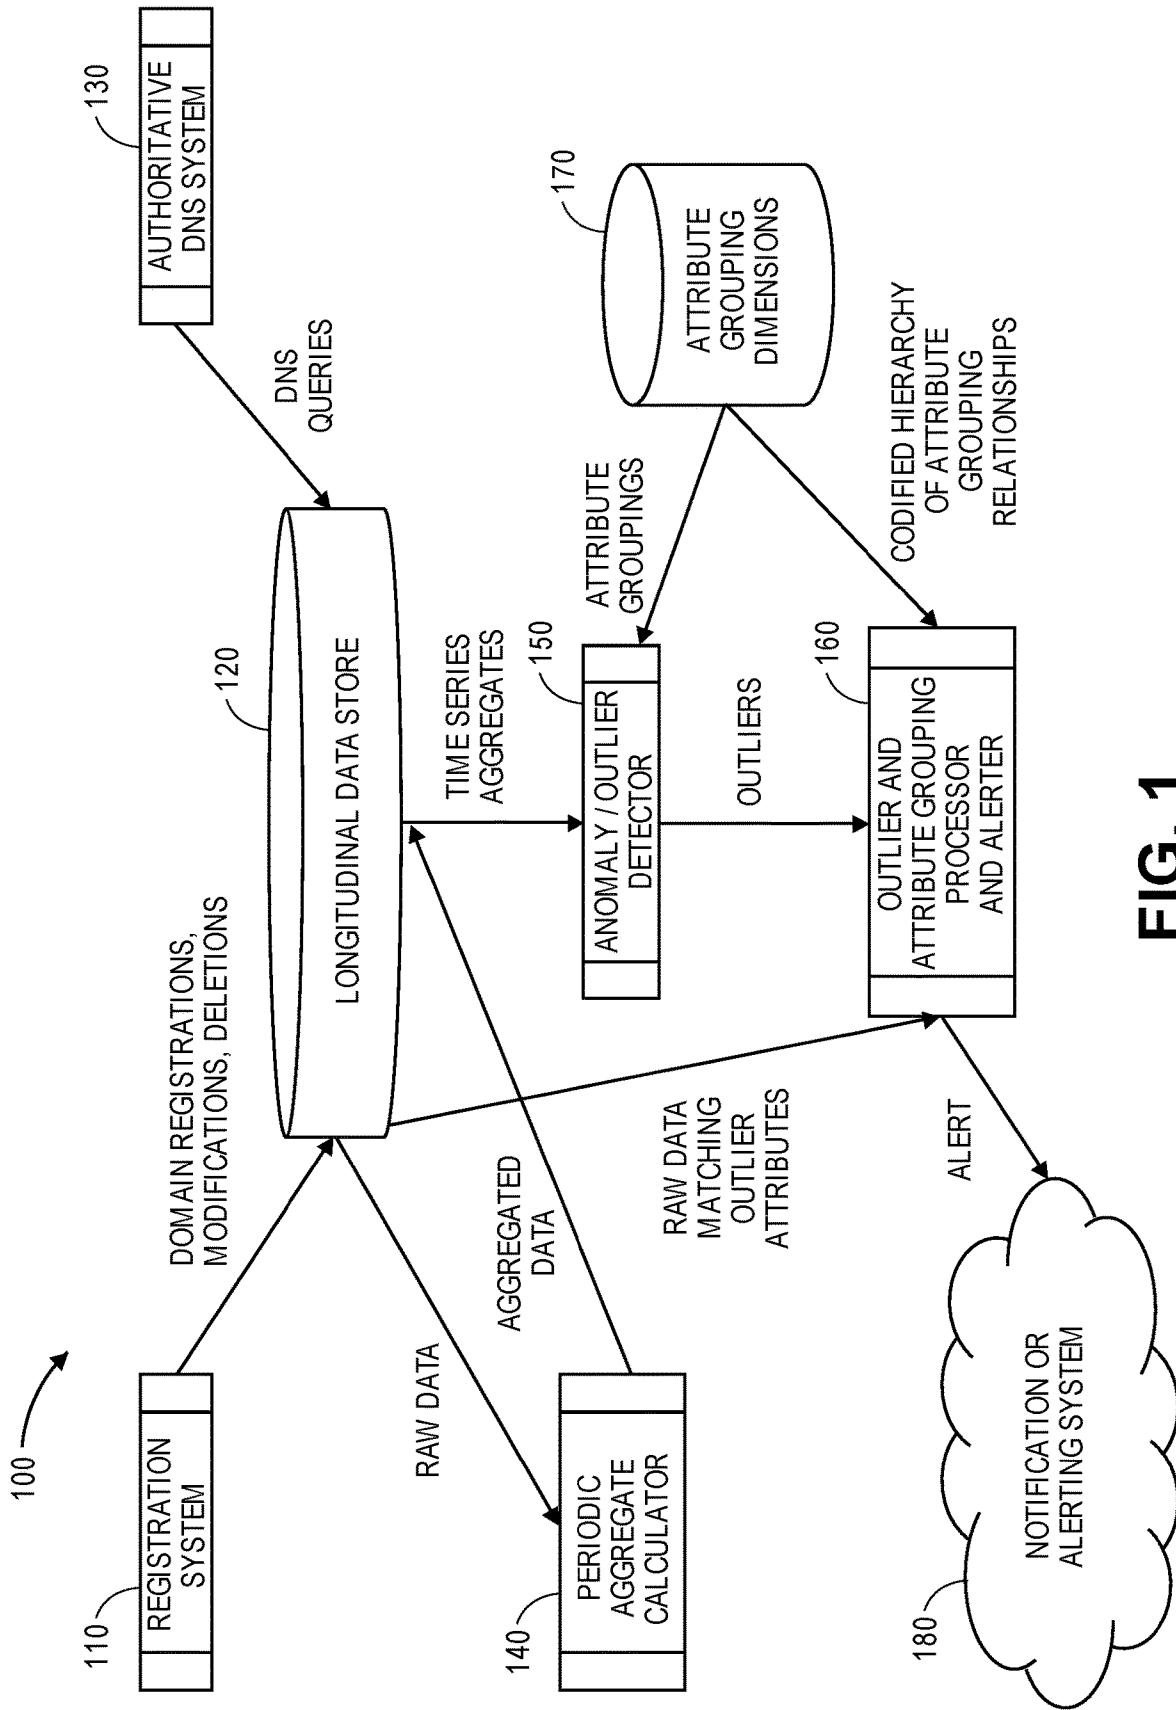 100
110
REGISTRATION
SYSTEM
DOMAIN REGISTRATIONS,
MODIFICATIONS, DELETIONS
120
LONGITUDINAL DATA STORE
130
AUTHORITATIVE
DNS SYSTEM
DNS
QUERIES
RAW DATA
140
PERIODIC
AGGREGATE
CALCULATOR
AGGREGATED
DATA
TIME SERIES
AGGREGATES
150
ANOMALY / OUTLIER
DETECTOR
ATTRIBUTE
GROUPINGS
170
ATTRIBUTE
GROUPING
DIMENSIONS
RAW DATA
MATCHING
OUTLIER
ATTRIBUTES
OUTLIERS
160
OUTLIER AND
ATTRIBUTE GROUPING
PROCESSOR
AND ALERTER
CODIFIED HIERARCHY
OF ATTRIBUTE
GROUPING
RELATIONSHIPS
ALERT
180
NOTIFICATION OR
ALERTING SYSTEM
FIG. 1